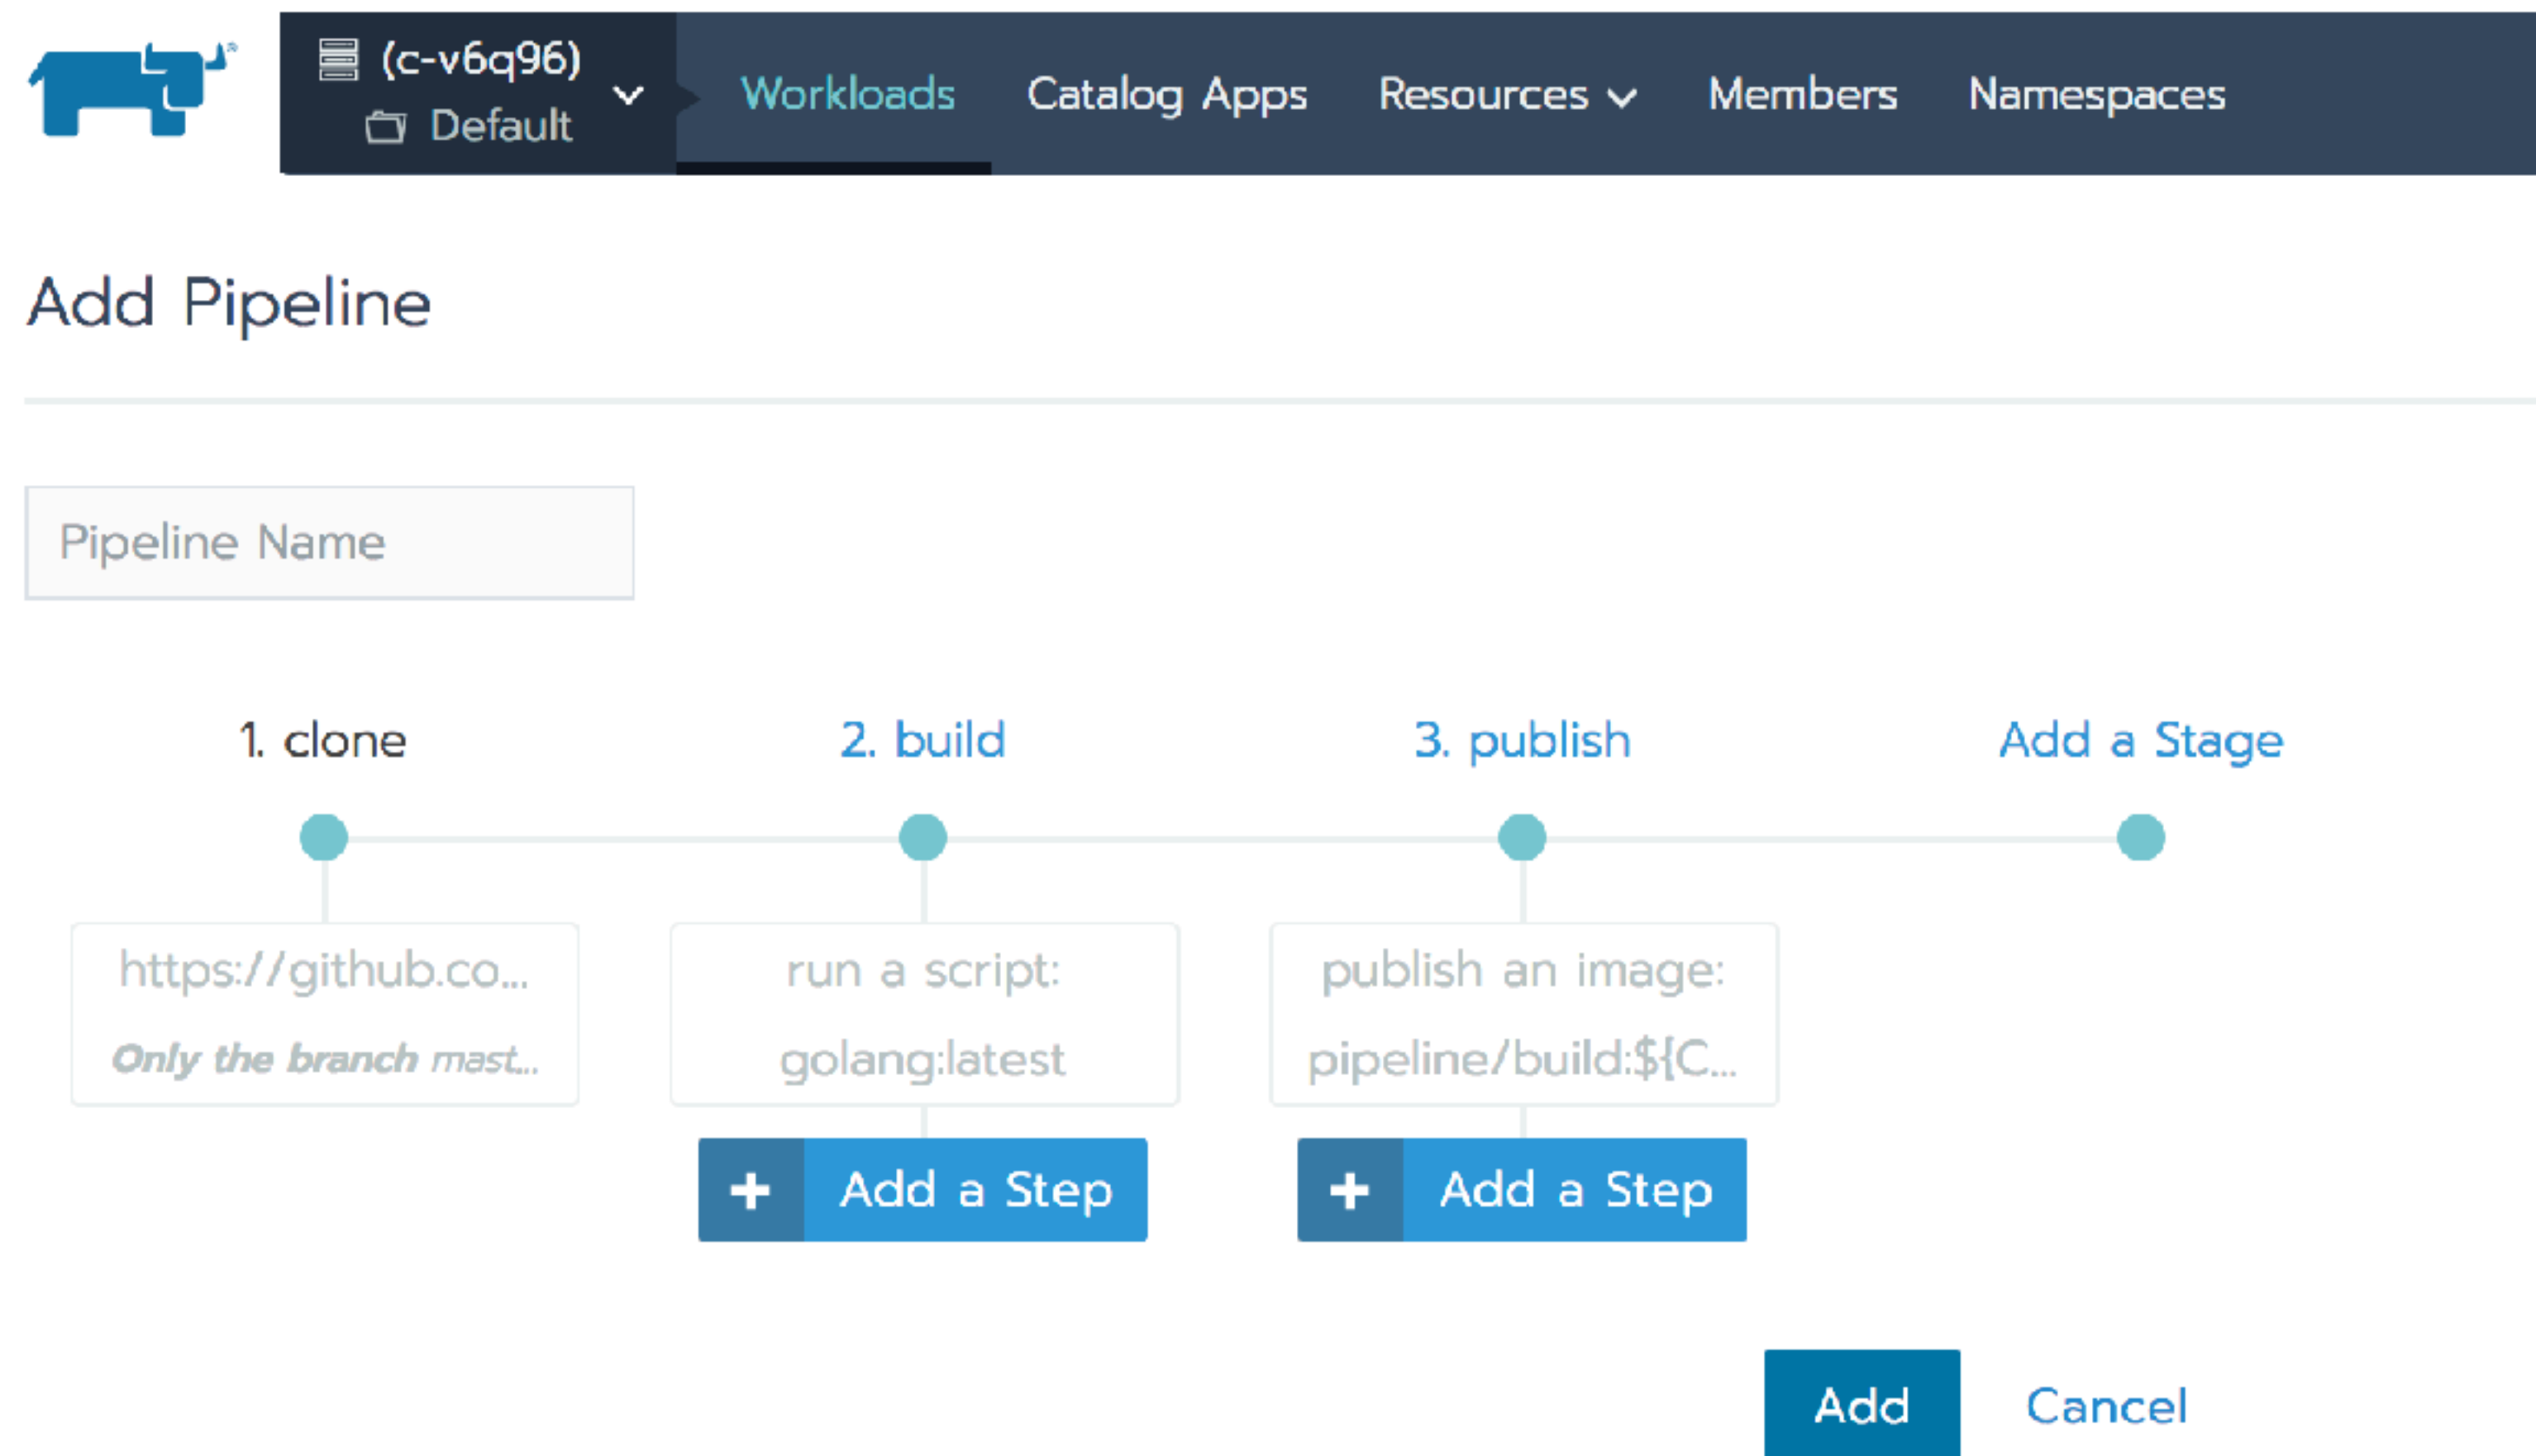 (c-v6q96)
Default
Workloads
Catalog Apps
Resources
Members
Namespaces
Add Pipeline
Pipeline Name
1. clone
2. build
3. publish
Add a Stage
https://github.co...
Only the branch mast...
run a script:
golang:latest
publish an image:
pipeline/build:${C...
+ Add a Step
+ Add a Step
Add
Cancel